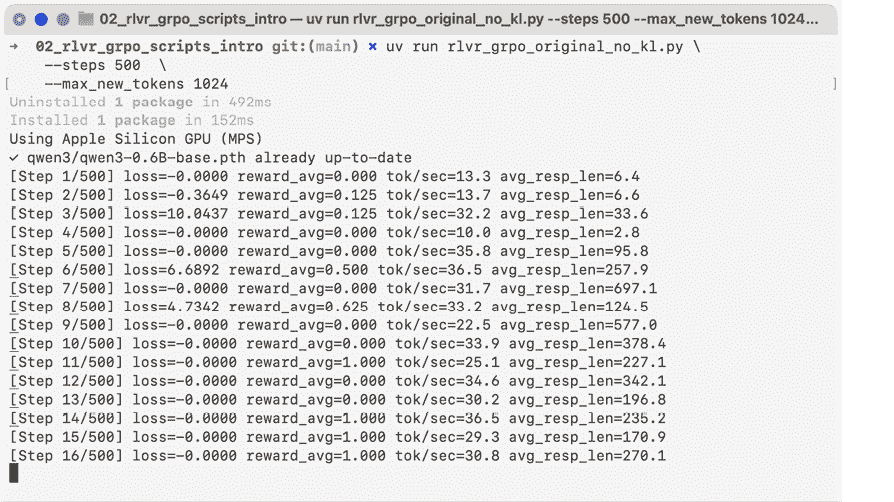 02_rlvr_grpo_scripts_intro — uv run rlvr_grpo_original_no_kl.py --steps 500 --max_new_tokens 1024...
→ 02_rlvr_grpo_scripts_intro git:(main) ✖ uv run rlvr_grpo_original_no_kl.py \
--steps 500 \
[ --max_new_tokens 1024 ]
Uninstalled 1 package in 492ms
Installed 1 package in 152ms
Using Apple Silicon GPU (MPS)
✓ qwen3/qwen3-0.6B-base.pth already up-to-date
[Step 1/500] loss=-0.0000 reward_avg=0.000 tok/sec=13.3 avg_resp_len=6.4
[Step 2/500] loss=-0.3649 reward_avg=0.125 tok/sec=13.7 avg_resp_len=6.6
[Step 3/500] loss=10.0437 reward_avg=0.125 tok/sec=32.2 avg_resp_len=33.6
[Step 4/500] loss=-0.0000 reward_avg=0.000 tok/sec=10.0 avg_resp_len=2.8
[Step 5/500] loss=-0.0000 reward_avg=0.000 tok/sec=35.8 avg_resp_len=95.8
[Step 6/500] loss=6.6892 reward_avg=0.500 tok/sec=36.5 avg_resp_len=257.9
[Step 7/500] loss=-0.0000 reward_avg=0.000 tok/sec=31.7 avg_resp_len=697.1
[Step 8/500] loss=4.7342 reward_avg=0.625 tok/sec=33.2 avg_resp_len=124.5
[Step 9/500] loss=-0.0000 reward_avg=0.000 tok/sec=22.5 avg_resp_len=577.0
[Step 10/500] loss=-0.0000 reward_avg=0.000 tok/sec=33.9 avg_resp_len=378.4
[Step 11/500] loss=-0.0000 reward_avg=1.000 tok/sec=25.1 avg_resp_len=227.1
[Step 12/500] loss=-0.0000 reward_avg=0.000 tok/sec=34.6 avg_resp_len=342.1
[Step 13/500] loss=-0.0000 reward_avg=0.000 tok/sec=30.2 avg_resp_len=196.8
[Step 14/500] loss=-0.0000 reward_avg=1.000 tok/sec=36.5 avg_resp_len=235.2
[Step 15/500] loss=-0.0000 reward_avg=1.000 tok/sec=29.3 avg_resp_len=170.9
[Step 16/500] loss=-0.0000 reward_avg=1.000 tok/sec=30.8 avg_resp_len=270.1